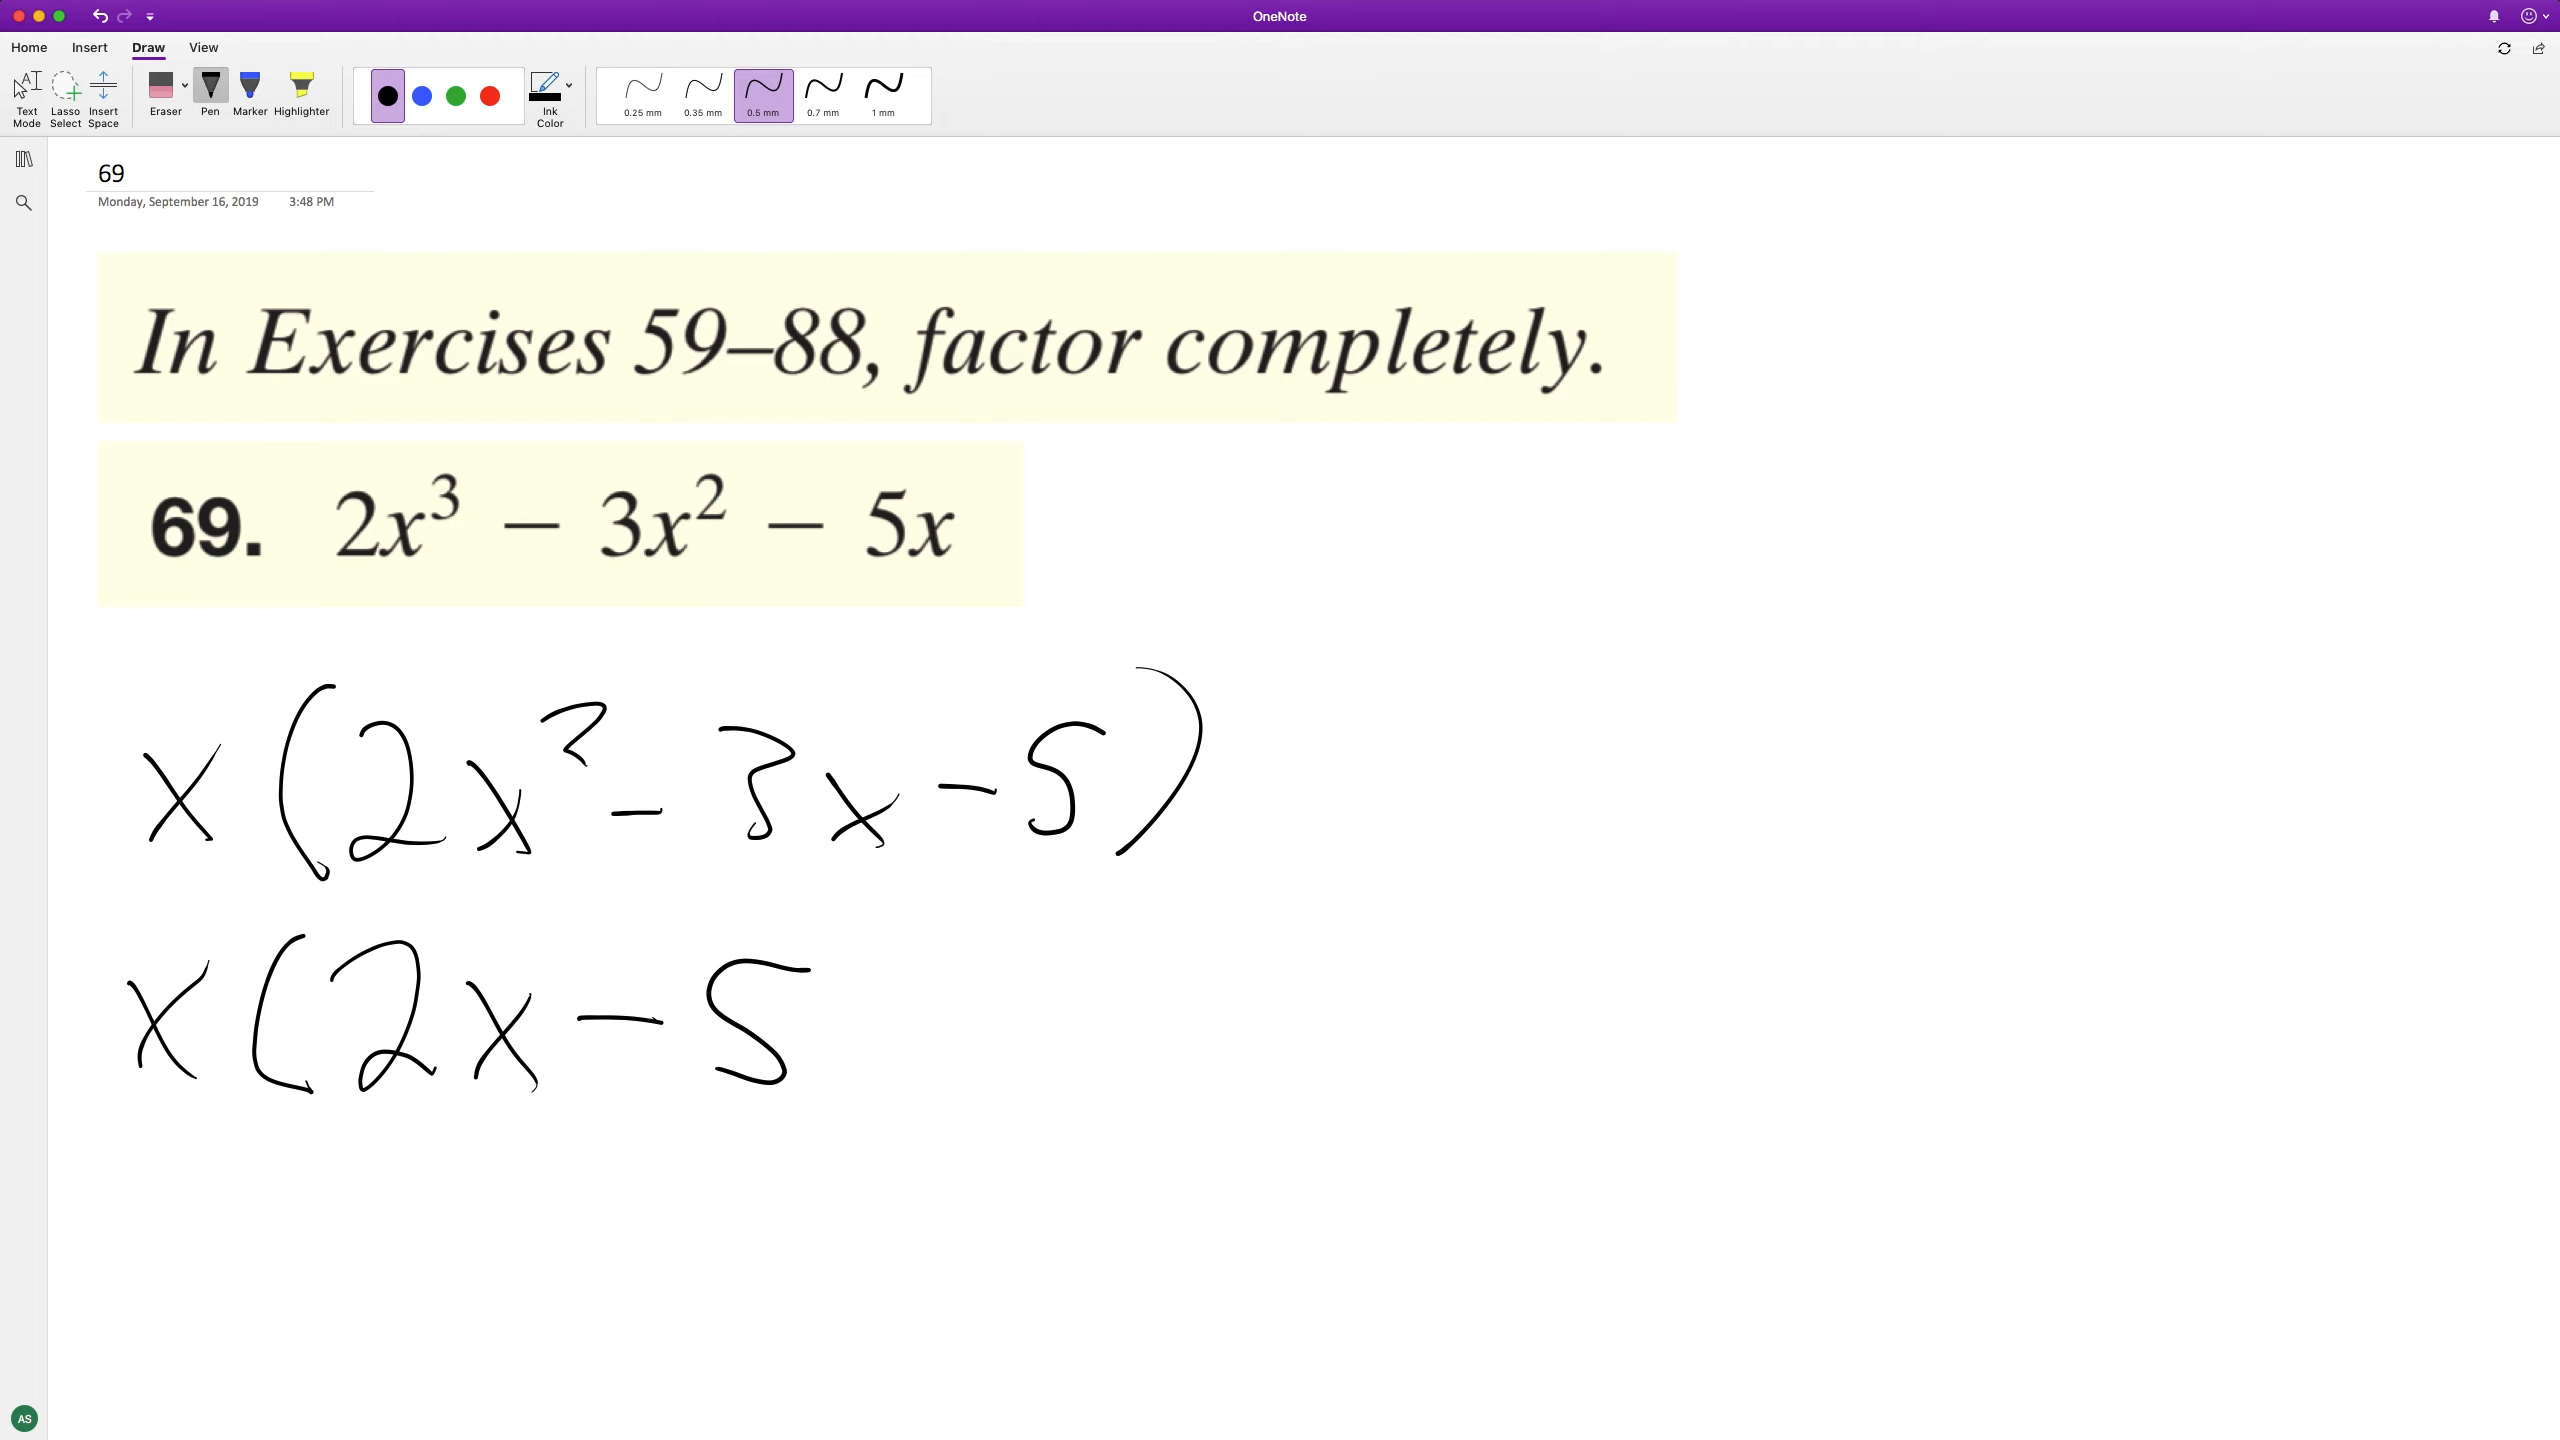 OneNote
Home Insert Draw View
Text Mode Lasso Select Insert Space Eraser Pen Marker Highlighter Ink Color 0.25 mm 0.35 mm 0.5 mm 0.7 mm 1 mm
69
Monday, September 16, 2019 3:48 PM
In Exercises 59–88, factor completely.
69. 2x³ − 3x² − 5x
x(2x² − 3x − 5)
x(2x − 5
AS